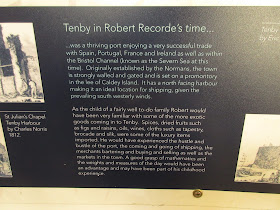 Tenby in Robert Recorde's time...
...was a thriving port enjoying a very successful trade
with Spain, Portugal, France and Ireland as well as within
the Bristol Channel (known as the Severn Sea at this
time). Originally established by the Normans, the town
is strongly walled and gated and is set on a promontory
in the lee of Caldey Island. It has a north facing harbour
making it an ideal location for shipping, given the
prevailing south westerly winds.
As the child of a fairly well to-do family Robert would
have been very familiar with some of the more exotic
goods coming in to Tenby. Spices, dried fruits such
as figs and raisins, oils, wines, cloths such as tapestry,
brocade and silk, were some of the luxury items
imported. He would have experienced the hustle and
bustle of the port, the coming and going of shipping, the
merchants bartering and buying and selling as well as the
markets in the town. A good grasp of mathematics and
the weights and measures of the day would have been
an advantage and may have been part of his childhood
experience.
St. Julian's Chapel
Tenby Harbour
by Charles Norris
1812.
Tenby
by Eric